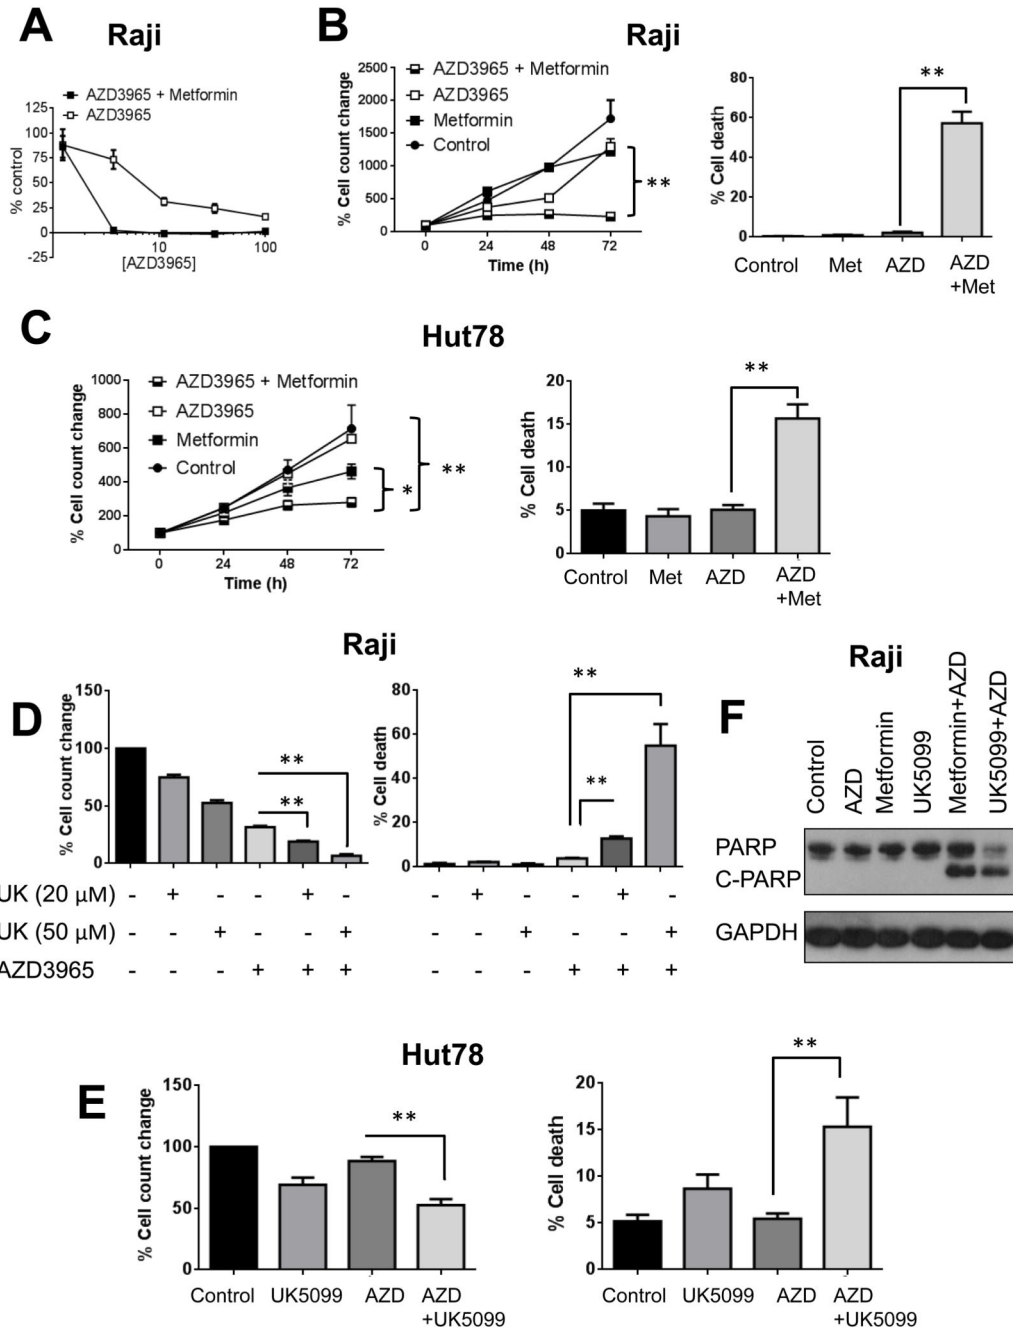 A
Raji
AZD3965 + Metformin
AZD3965
% control
125
100
75
50
25
0
-25
10
100
[AZD3965]
B
Raji
AZD3965 + Metformin
AZD3965
Metformin
Control
% Cell count change
2500
2000
1500
1000
500
0
0 24 48 72
Time (h)
**
% Cell death
80
60
40
20
0
**
Control Met AZD AZD
+Met
C
Hut78
AZD3965 + Metformin
AZD3965
Metformin
Control
% Cell count change
1000
800
600
400
200
0
0 24 48 72
Time (h)
*
**
% Cell death
20
15
10
5
0
**
Control Met AZD AZD
+Met
D
Raji
% Cell count change
150
100
50
0
**
**
% Cell death
80
60
40
20
0
**
**
UK (20 µM) - + - - + - - + - - + -
UK (50 µM) - - + - - + - - + - - +
AZD3965 - - - + + + - - - + + +
F
Raji
Control
AZD
Metformin
UK5099
Metformin+AZD
UK5099+AZD
PARP
C-PARP
GAPDH
E
Hut78
% Cell count change
150
100
50
0
**
Control UK5099 AZD AZD
+UK5099
% Cell death
20
15
10
5
0
**
Control UK5099 AZD AZD
+UK5099